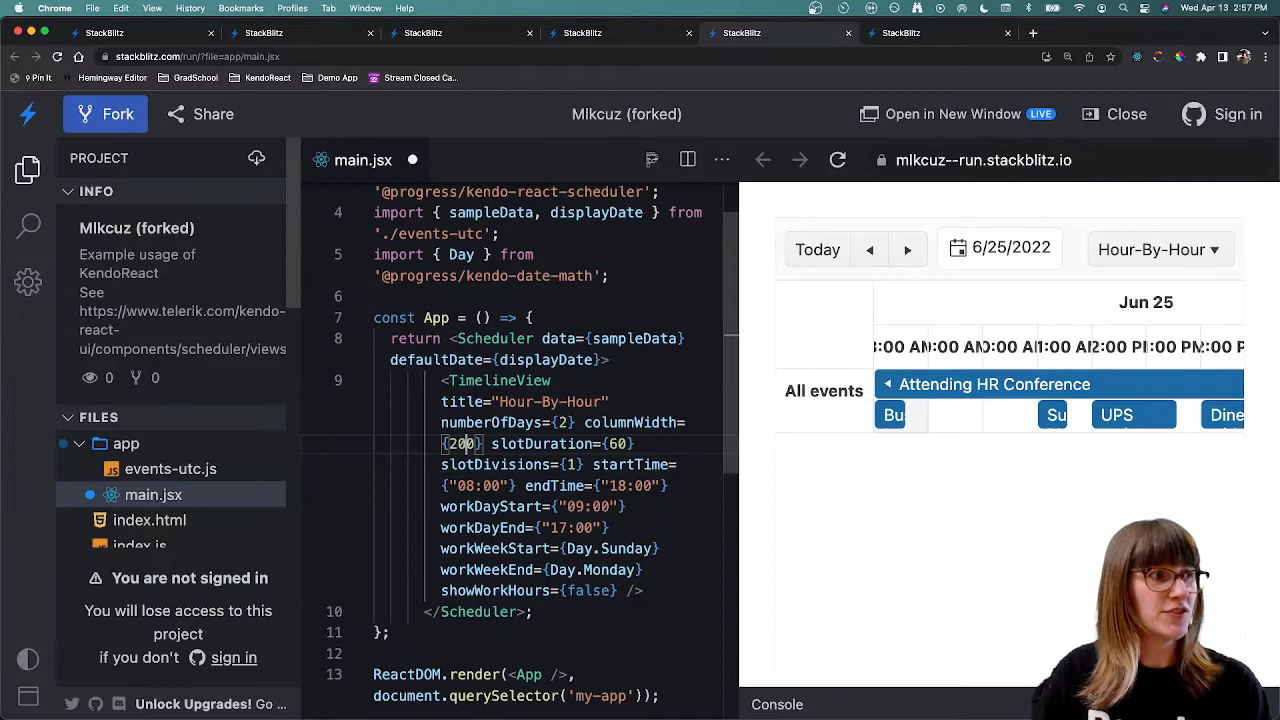 Chrome File Edit View History Bookmarks Profiles Tab Window Help Wed Apr 13 2:57 PM
StackBlitz StackBlitz StackBlitz StackBlitz StackBlitz StackBlitz
stackblitz.com/run/?file=app/main.jsx
Pin It Hemingway Editor GradSchool KendoReact Demo App Stream Closed Ca...
Fork Share Mlkcuz (forked) Open in New Window LIVE Close Sign in
PROJECT
INFO
Mlkcuz (forked)
Example usage of
KendoReact
See
https://www.telerik.com/kendo-
react-
ui/components/scheduler/views
0 0
FILES
app
events-utc.js
main.jsx
index.html
index.js
You are not signed in
You will lose access to this
project
if you don't sign in
Unlock Upgrades! Go ...
main.jsx
'@progress/kendo-react-scheduler';
4 import { sampleData, displayDate } from
'./events-utc';
5 import { Day } from
'@progress/kendo-date-math';
6
7 const App = () => {
8 return <Scheduler data={sampleData}
defaultDate={displayDate}>
9 <TimelineView
title="Hour-By-Hour"
numberOfDays={2} columnWidth=
{200} slotDuration={60}
slotDivisions={1} startTime=
{"08:00"} endTime={"18:00"}
workDayStart={"09:00"}
workDayEnd={"17:00"}
workWeekStart={Day.Sunday}
workWeekEnd={Day.Monday}
showWorkHours={false} />
10 </Scheduler>;
11 };
12
13 ReactDOM.render(<App />,
document.querySelector('my-app'));
mlkcuz--run.stackblitz.io
Today 6/25/2022 Hour-By-Hour
Jun 25
All events
Attending HR Conference
Bu Su UPS Dine
Console